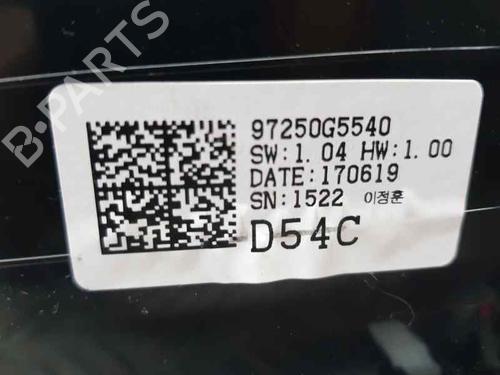 97250G5540
SW:1.04 HW:1.00
DATE:170619
SN:1522 이정훈
D54C
B-PARTS